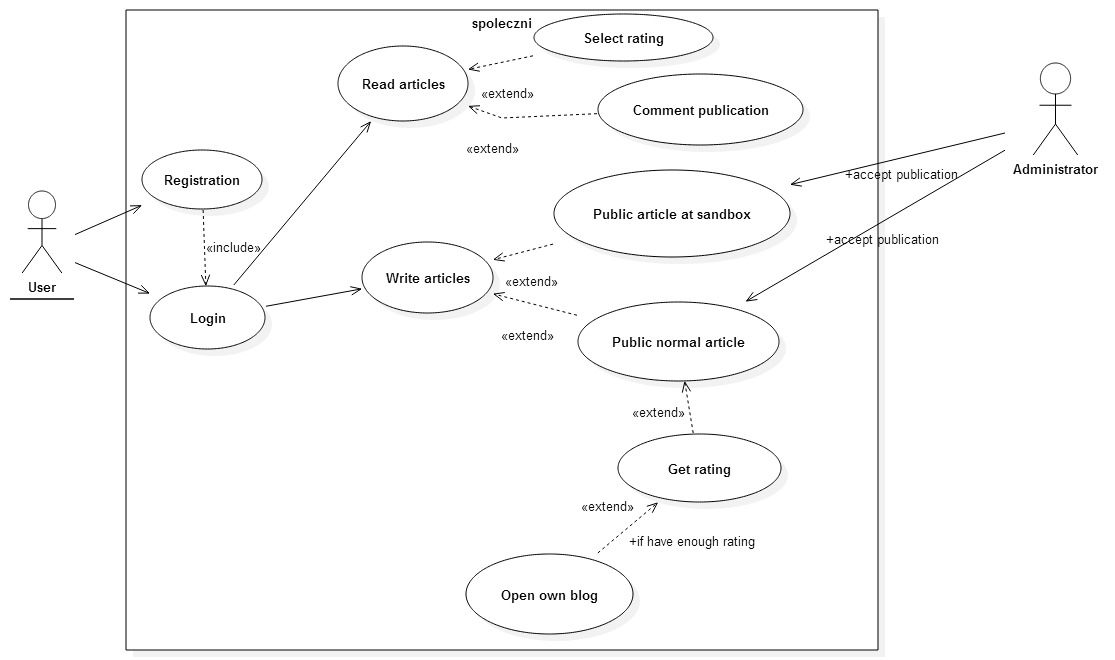 spoleczni
Select rating
Read articles
«extend»
Comment publication
«extend»
Administrator
+accept publication
Registration
Public article at sandbox
+accept publication
«include»
User
Write articles
«extend»
Login
«extend»
Public normal article
«extend»
Get rating
«extend»
+if have enough rating
Open own blog